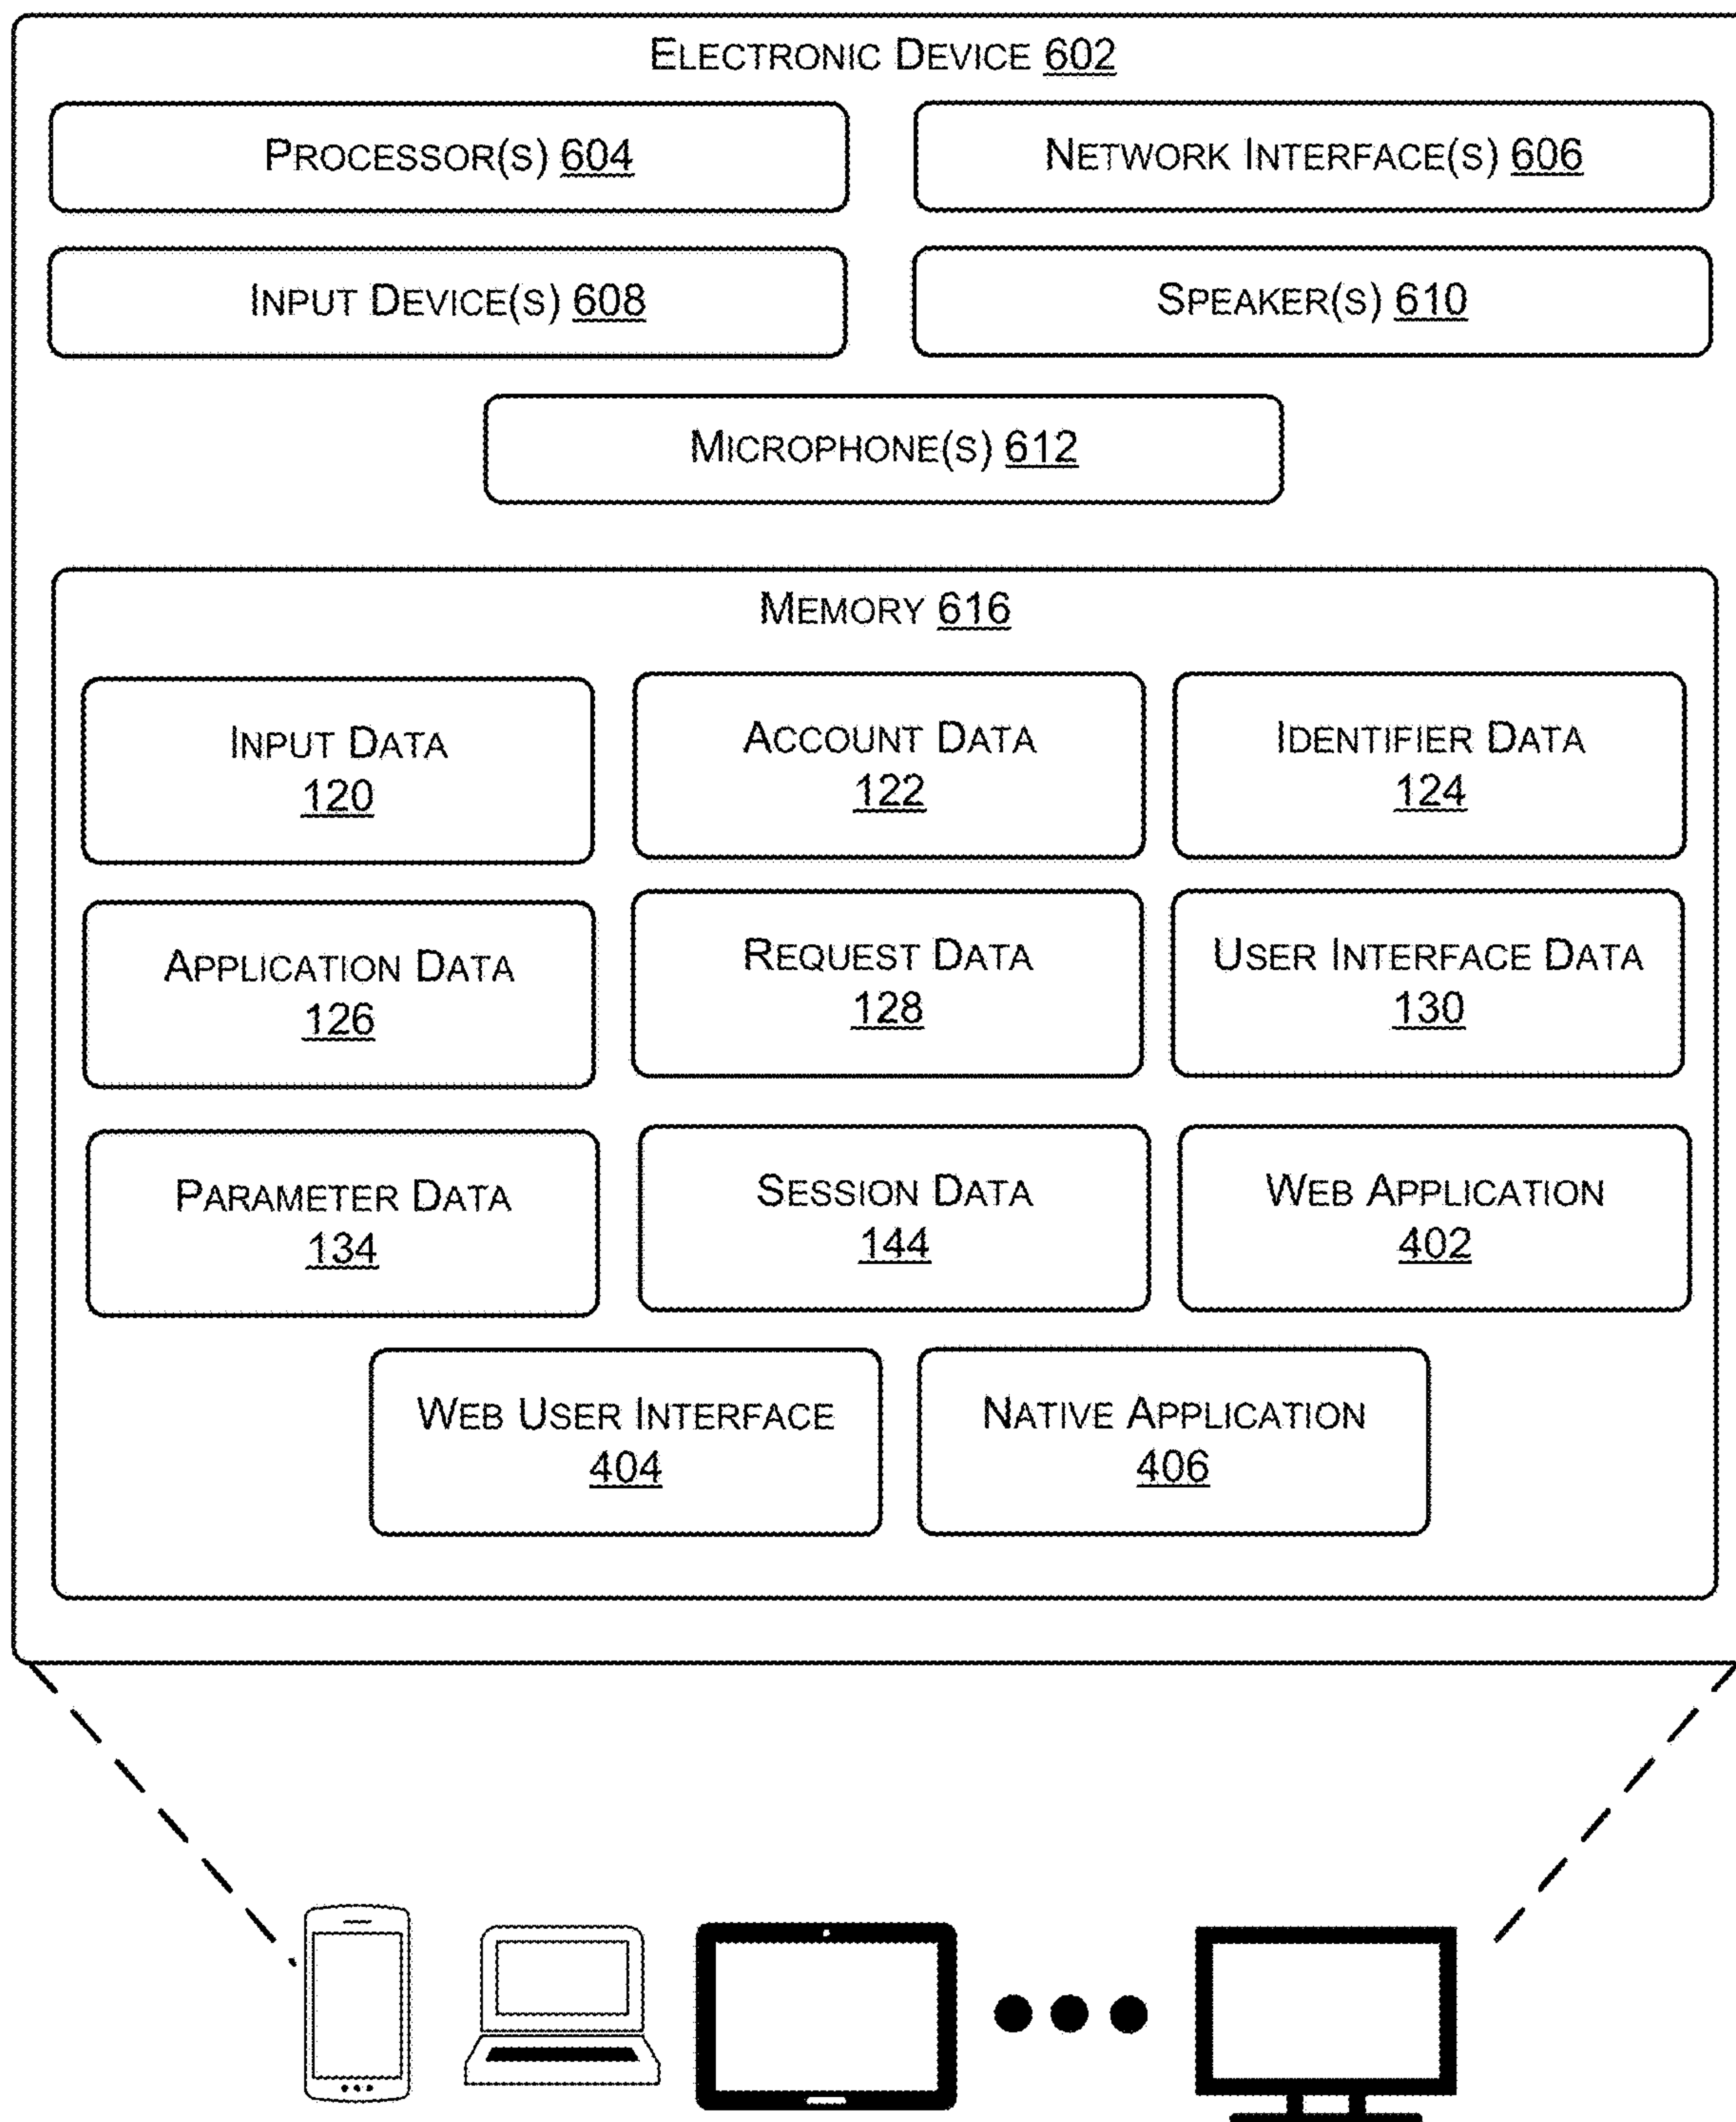 ELECTRONIC DEVICE 602
PROCESSOR(S) 604
NETWORK INTERFACE(S) 606
INPUT DEVICE(S) 608
SPEAKER(S) 610
MICROPHONE(S) 612
MEMORY 616
INPUT DATA
120
ACCOUNT DATA
122
IDENTIFIER DATA
124
APPLICATION DATA
126
REQUEST DATA
128
USER INTERFACE DATA
130
PARAMETER DATA
134
SESSION DATA
144
WEB APPLICATION
402
WEB USER INTERFACE
404
NATIVE APPLICATION
406